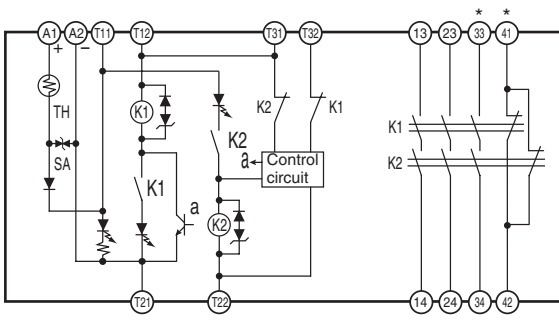 * *
A1 A2 T11 T12 T31 T32 13 23 33 41
+ −
TH
K1
K2 K1
K1
SA
K2
a Control
circuit
K2
K1
a
K2
T21 T22 14 24 34 42